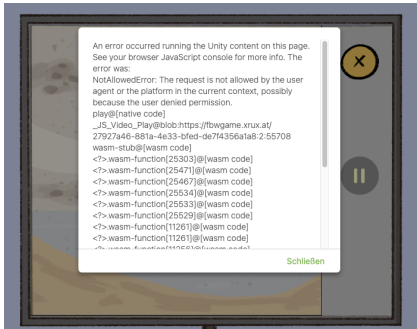 An error occurred running the Unity content on this page.
See your browser JavaScript console for more info. The
error was:
NotAllowedError: The request is not allowed by the user
agent or the platform in the current context, possibly
because the user denied permission.
play@[native code]
_JS_Video_Play@blob:https://fbwgame.xrux.at/
27927a46-881a-4e33-bfed-de7f4356a1a8:2:55708
wasm-stub@[wasm code]
<?>.wasm-function[25303]@[wasm code]
<?>.wasm-function[25471]@[wasm code]
<?>.wasm-function[25467]@[wasm code]
<?>.wasm-function[25534]@[wasm code]
<?>.wasm-function[25533]@[wasm code]
<?>.wasm-function[25529]@[wasm code]
<?>.wasm-function[11261]@[wasm code]
<?>.wasm-function[11261]@[wasm code]
<?>.wasm-function[11256]@[wasm code]
Schließen